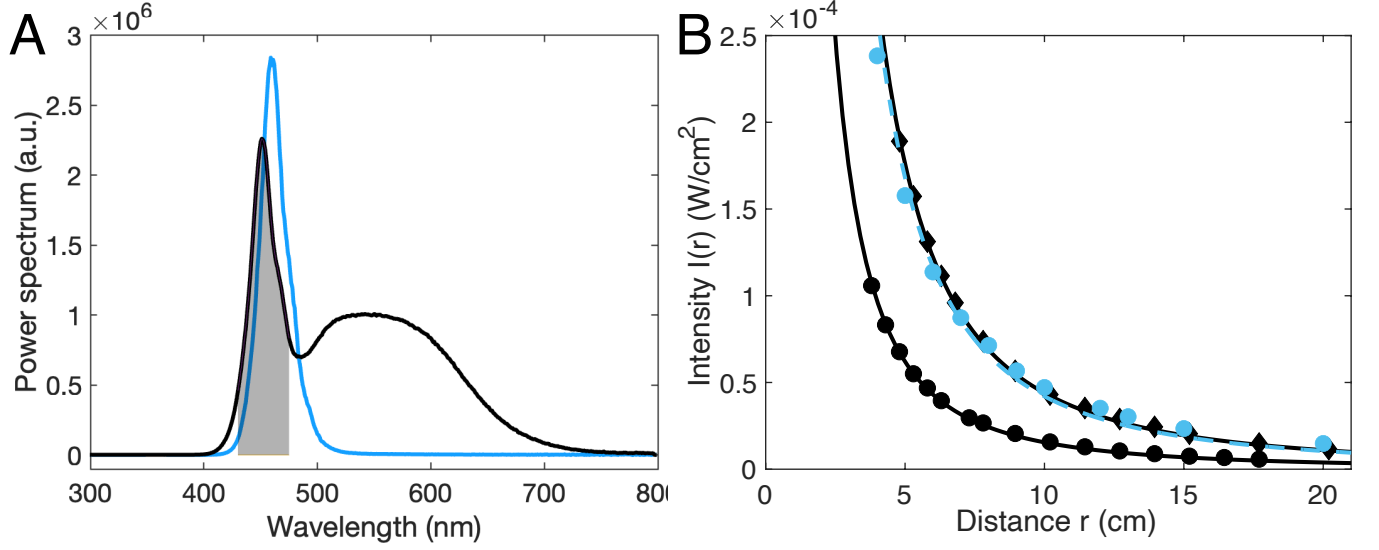 A
×10^6
3
2.5
2
1.5
1
0.5
0
Power spectrum (a.u.)
300 400 500 600 700 80
Wavelength (nm)
B
×10^-4
2.5
2
1.5
1
0.5
0
Intensity I(r) (W/cm^2)
0 5 10 15 20
Distance r (cm)